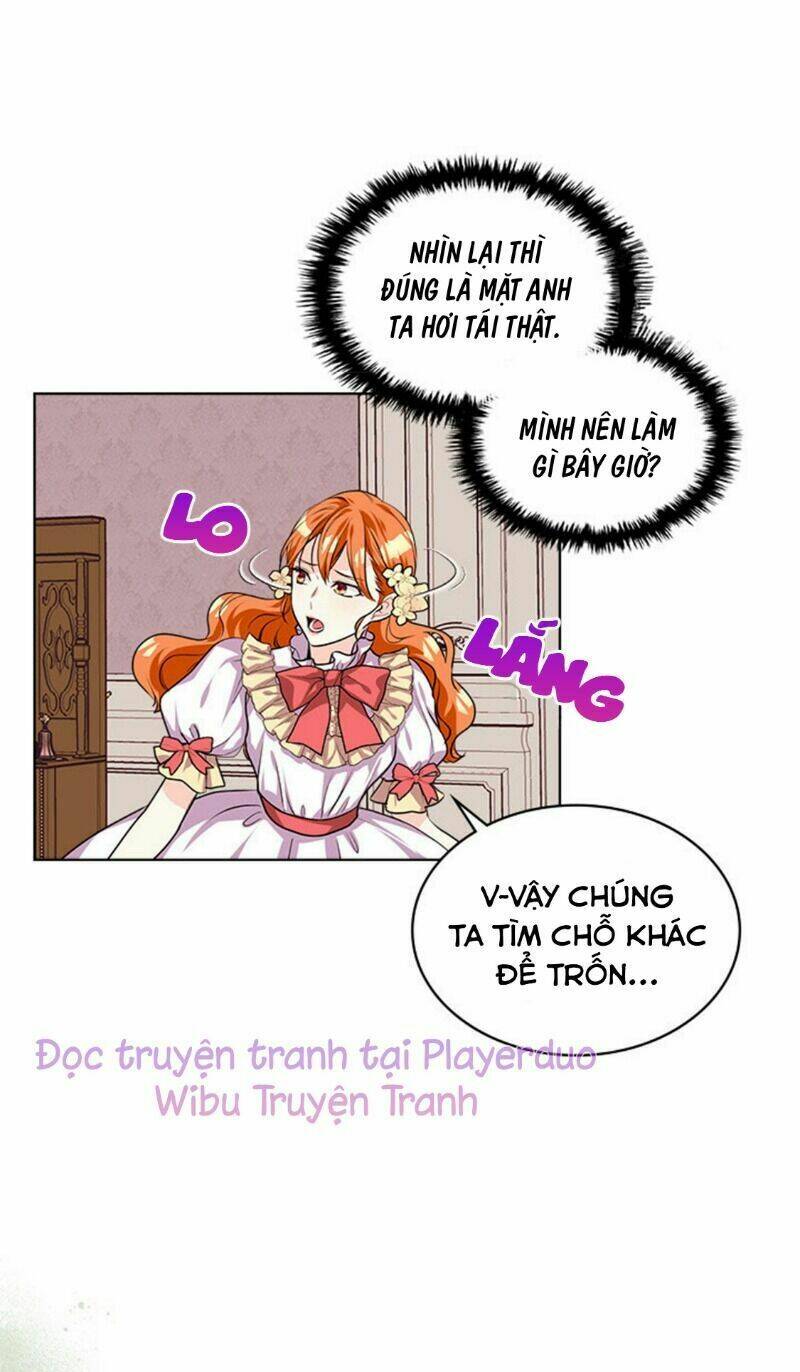 NHÌN LẠI THÌ
ĐÚNG LÀ MẶT ANH
TA HƠI TÁI THẬT.
MÌNH NÊN LÀM
GÌ BÂY GIỜ?
LO
LẮNG
V-VẬY CHÚNG
TA TÌM CHỖ KHÁC
ĐỂ TRỐN...
Đọc truyện tranh tại Playerduo
Wibu Truyện Tranh